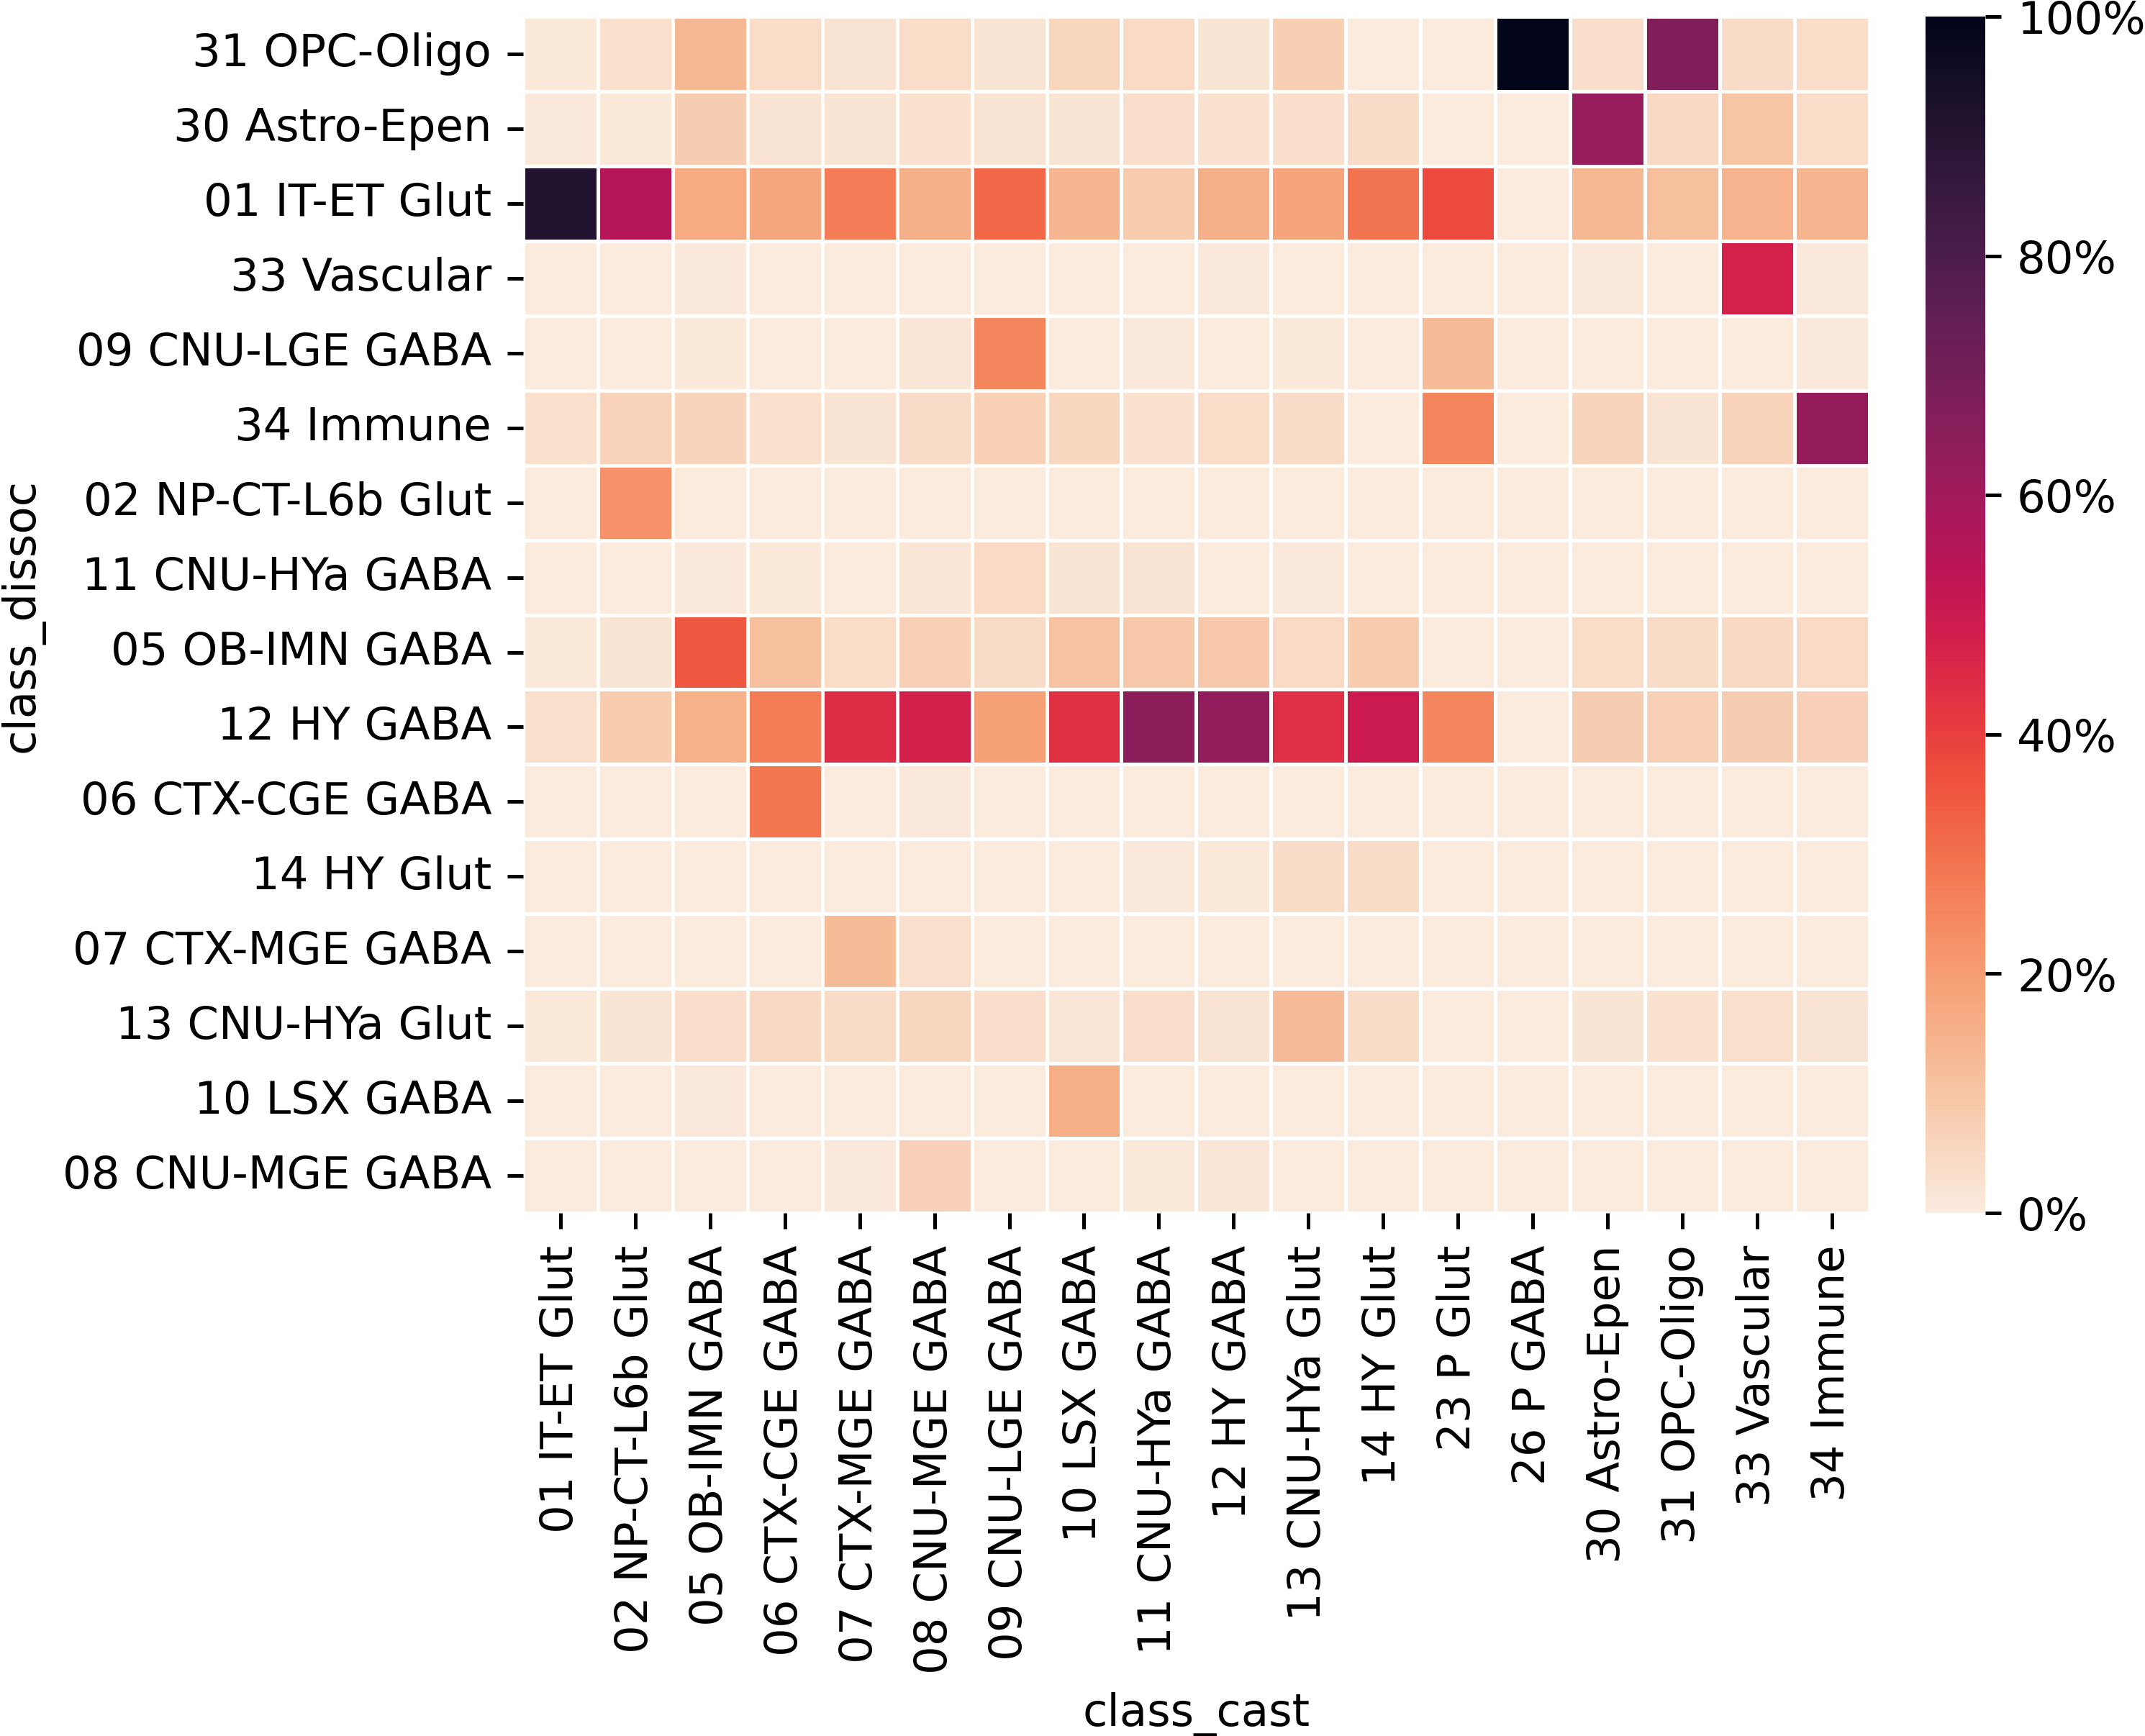 class_dissoc
31 OPC-Oligo
30 Astro-Epen
01 IT-ET Glut
33 Vascular
09 CNU-LGE GABA
34 Immune
02 NP-CT-L6b Glut
11 CNU-HYa GABA
05 OB-IMN GABA
12 HY GABA
06 CTX-CGE GABA
14 HY Glut
07 CTX-MGE GABA
13 CNU-HYa Glut
10 LSX GABA
08 CNU-MGE GABA
01 IT-ET Glut
02 NP-CT-L6b Glut
05 OB-IMN GABA
06 CTX-CGE GABA
07 CTX-MGE GABA
08 CNU-MGE GABA
09 CNU-LGE GABA
10 LSX GABA
11 CNU-HYa GABA
12 HY GABA
13 CNU-HYa Glut
14 HY Glut
23 P Glut
26 P GABA
30 Astro-Epen
31 OPC-Oligo
33 Vascular
34 Immune
class_cast
100%
80%
60%
40%
20%
0%